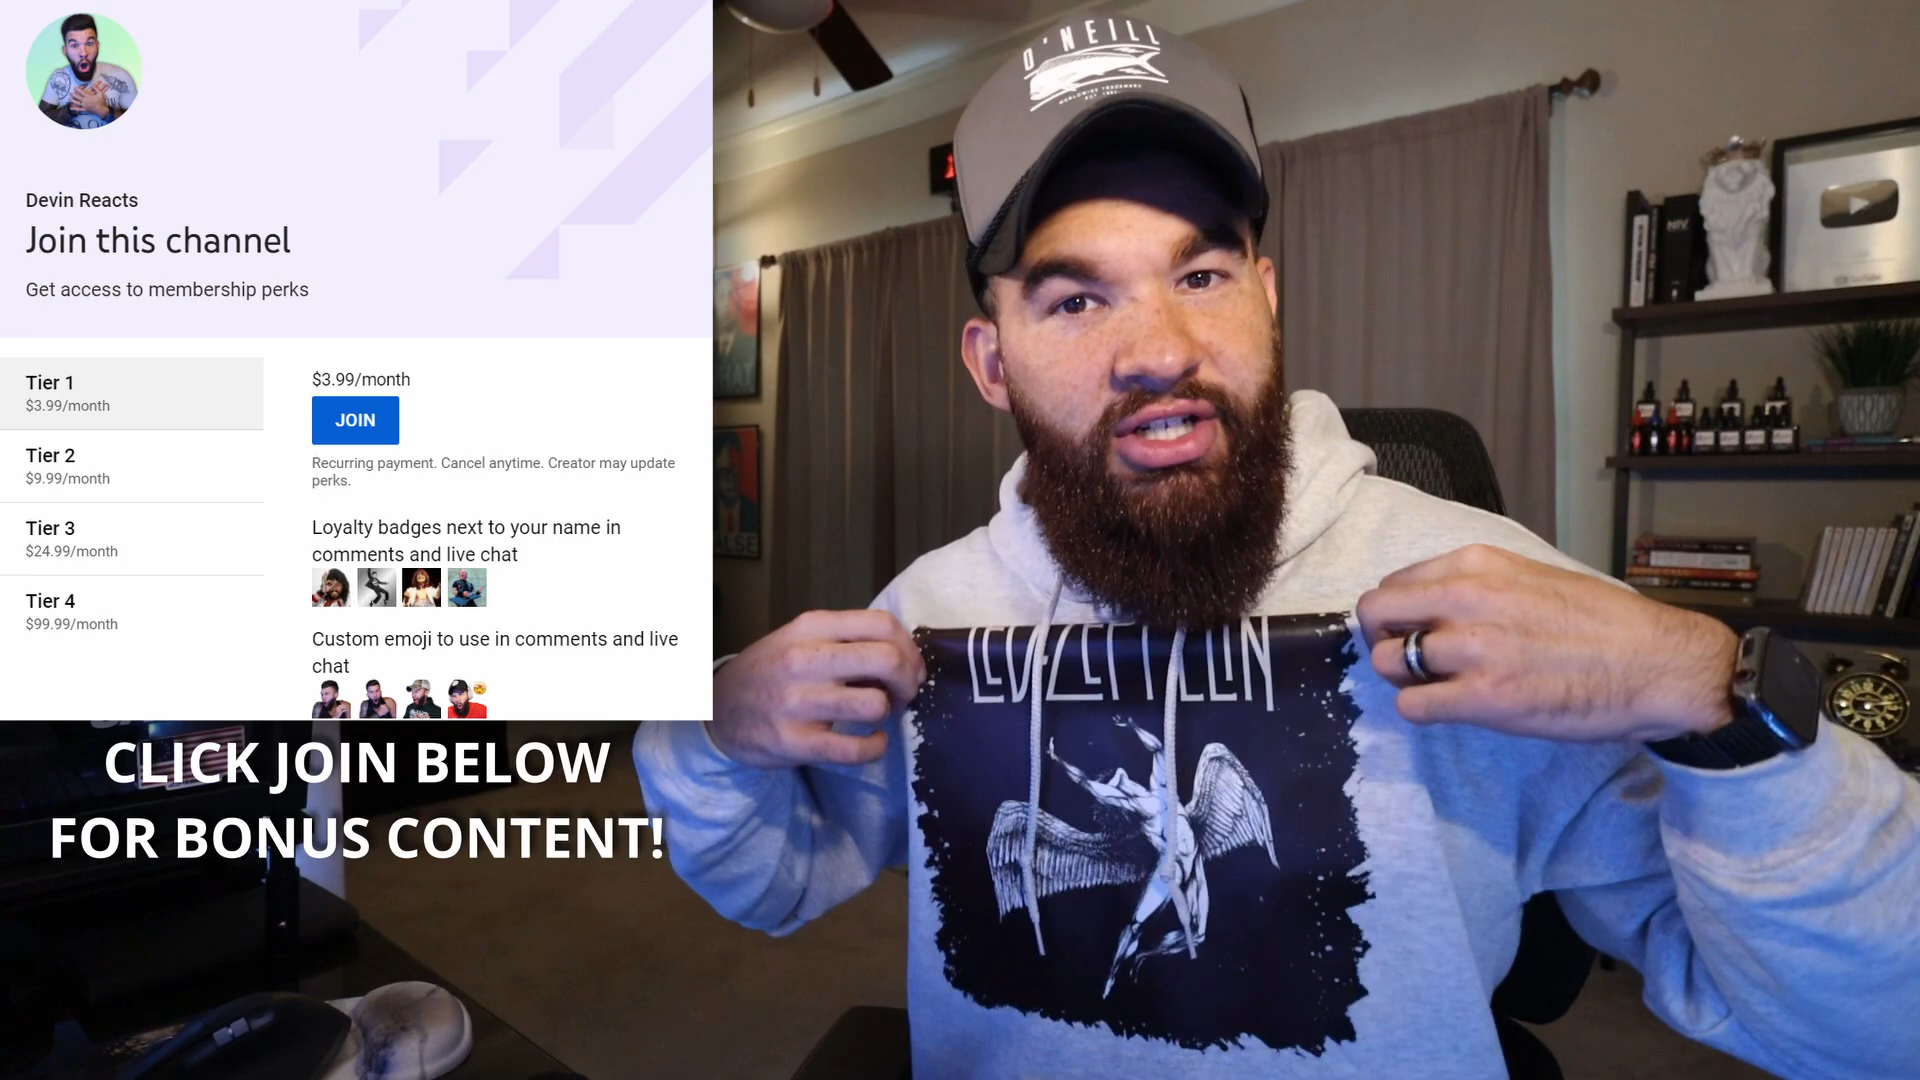 Devin Reacts
Join this channel
Get access to membership perks
Tier 1
$3.99/month
Tier 2
$9.99/month
Tier 3
$24.99/month
Tier 4
$99.99/month
$3.99/month
JOIN
Recurring payment. Cancel anytime. Creator may update
perks.
Loyalty badges next to your name in
comments and live chat
Custom emoji to use in comments and live
chat
CLICK JOIN BELOW
FOR BONUS CONTENT!
O'NEILL
WORLDWIDE TRADEMARK
LED ZEPPELIN
NIV